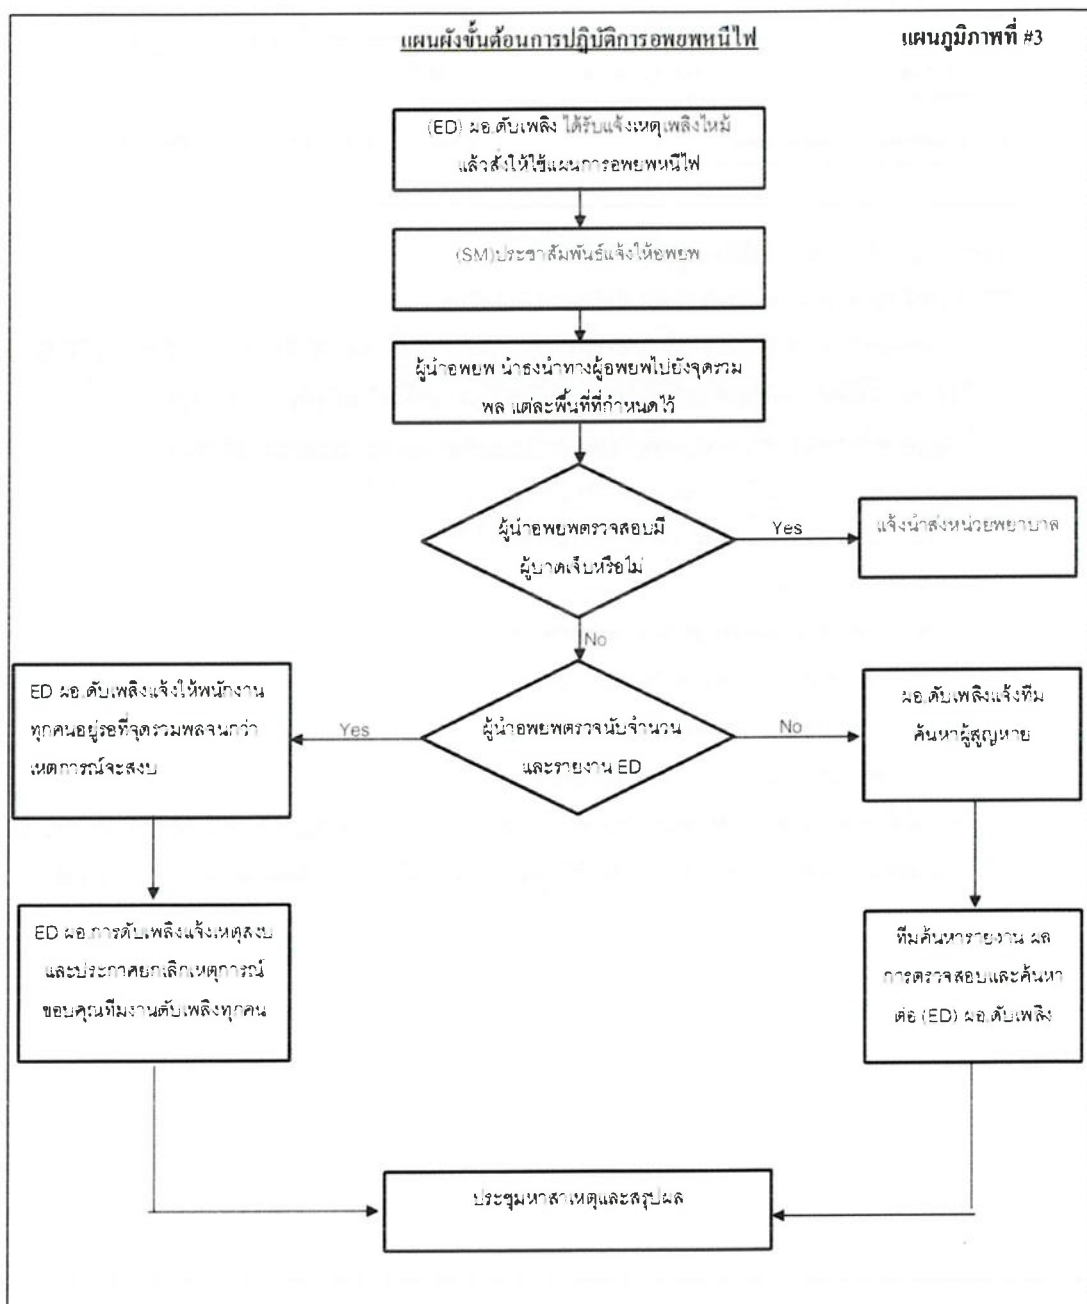 แผนผังขั้นตอนการปฏิบัติการอพยพหนีไฟ
แผนภูมิภาพที่ #3
(ED) ผอ.ดับเพลิง ได้รับแจ้งเหตุเพลิงไหม้
แล้วสั่งให้ใช้แผนการอพยพหนีไฟ
(SM)ประชาสัมพันธ์แจ้งให้อพยพ
ผู้นำอพยพ นำธงนำทางผู้อพยพไปยังจุดรวม
พล แต่ละพื้นที่ที่กำหนดไว้
ผู้นำอพยพตรวจสอบมี
ผู้บาดเจ็บหรือไม่
Yes
แจ้งนำส่งหน่วยพยาบาล
No
ED ผอ.ดับเพลิงแจ้งให้พนักงาน
ทุกคนอยู่รอที่จุดรวมพลจนกว่า
เหตการณ์จะสงบ
Yes
ผู้นำอพยพตรวจนับจำนวน
และรายงาน ED
No
ผอ.ดับเพลิงแจ้งทีม
ค้นหาผู้สูญหาย
ED ผอ.การดับเพลิงแจ้งเหตุสงบ
และประกาศยกเลิกเหตุการณ์
ขอบคุณทีมงานดับเพลิงทุกคน
ทีมค้นหารายงาน ผล
การตรวจสอบและค้นหา
ต่อ (ED) ผอ.ดับเพลิง
ประชุมหาสาเหตุและสรุปผล